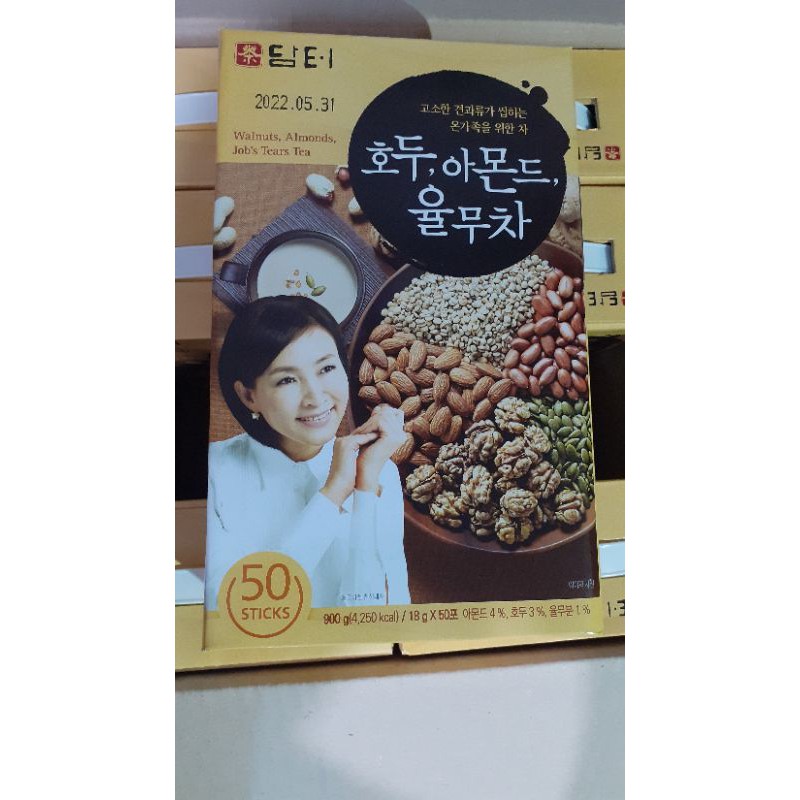 茶 담터
2022.05.31
Walnuts, Almonds,
Job's Tears Tea
고소한 견과류가 씹히는
온가족을 위한 차
호두, 아몬드,
율무차
50
STICKS
900 g(4,250 kcal) / 18 g X 50포 아몬드 4 %, 호두 3 %, 율무분 1 %